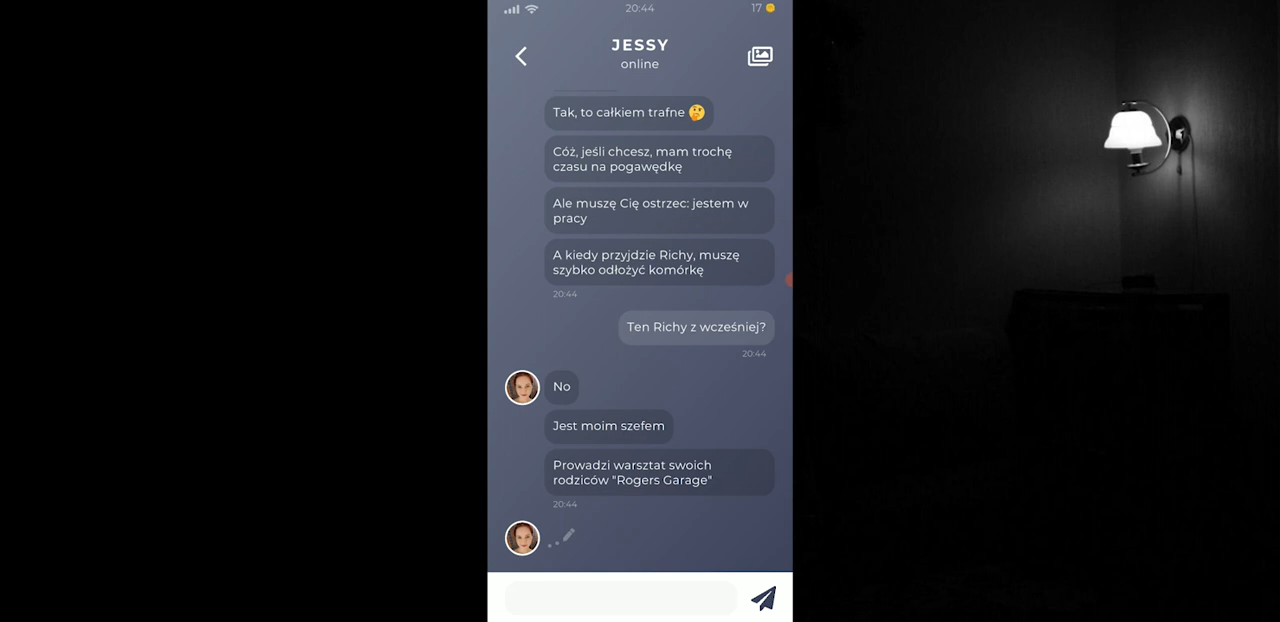 20:44
17
JESSY
online
Tak, to całkiem trafne 🤔
Cóż, jeśli chcesz, mam trochę
czasu na pogawędkę
Ale muszę Cię ostrzec: jestem w
pracy
A kiedy przyjdzie Richy, muszę
szybko odłożyć komórkę
20:44
Ten Richy z wcześniej?
20:44
No
Jest moim szefem
Prowadzi warsztat swoich
rodziców "Rogers Garage"
20:44